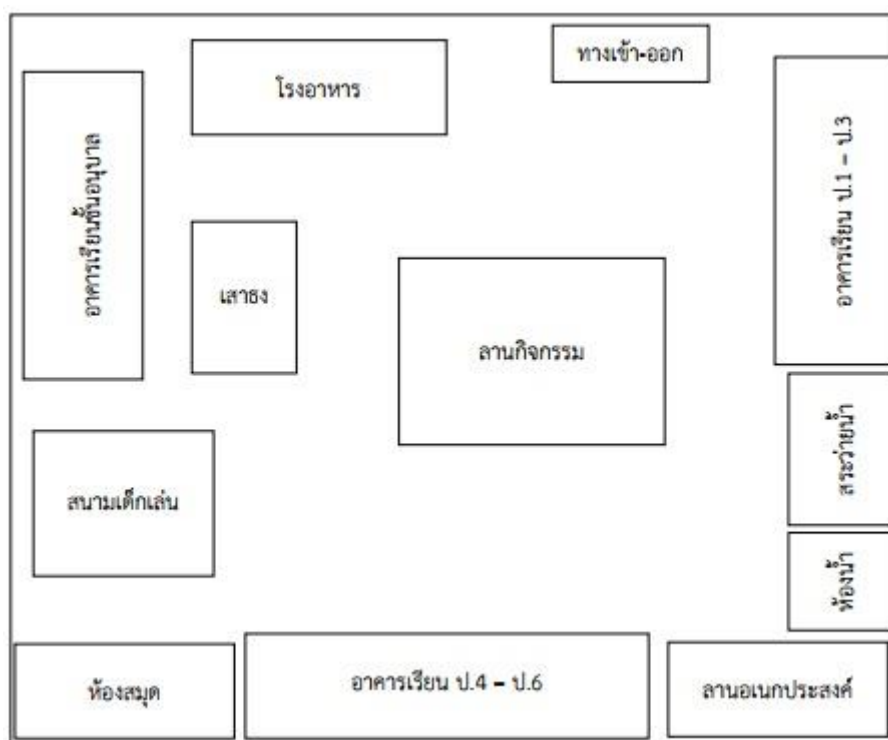 ทางเข้า-ออก
โรงอาหาร
อาคารเรียนชั้นอนุบาล
อาคารเรียน ป.1 – ป.3
เสาธง
ลานกิจกรรม
สระว่ายน้ำ
สนามเด็กเล่น
ห้องน้ำ
ห้องสมุด
อาคารเรียน ป.4 – ป.6
ลานอเนกประสงค์